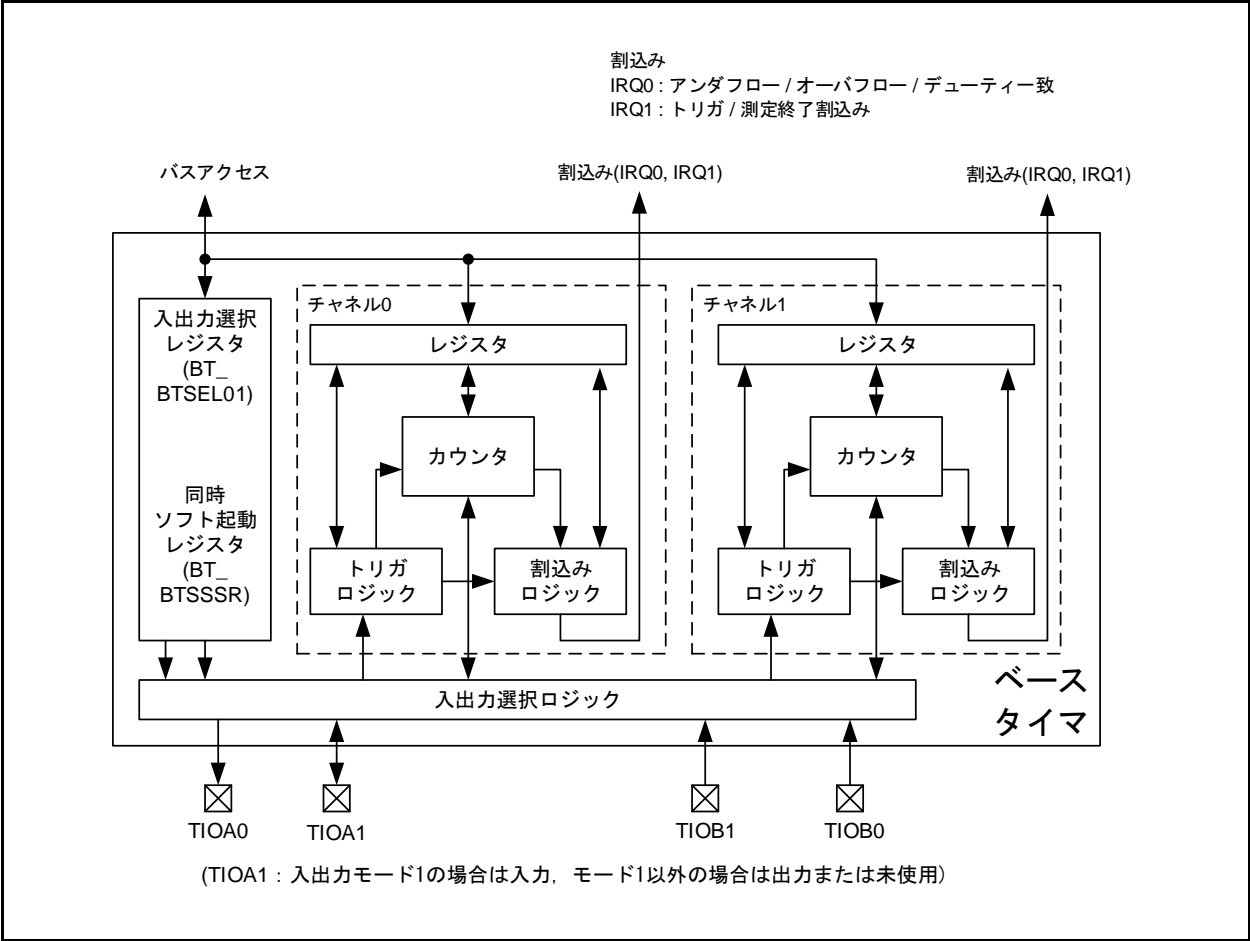 割込み
IRQ0 : アンダフロー / オーバフロー / デューティ一致
IRQ1 : トリガ / 測定終了割込み
バスアクセス
割込み(IRQ0, IRQ1)
割込み(IRQ0, IRQ1)
入出力選択
レジスタ
(BT_
BTSEL01)
同時
ソフト起動
レジスタ
(BT_
BTSSSR)
チャネル0
レジスタ
カウンタ
トリガ
ロジック
割込み
ロジック
チャネル1
レジスタ
カウンタ
トリガ
ロジック
割込み
ロジック
入出力選択ロジック
ベース
タイマ
TIOA0
TIOA1
TIOB1
TIOB0
(TIOA1 : 入出力モード1の場合は入力，モード1以外の場合は出力または未使用)